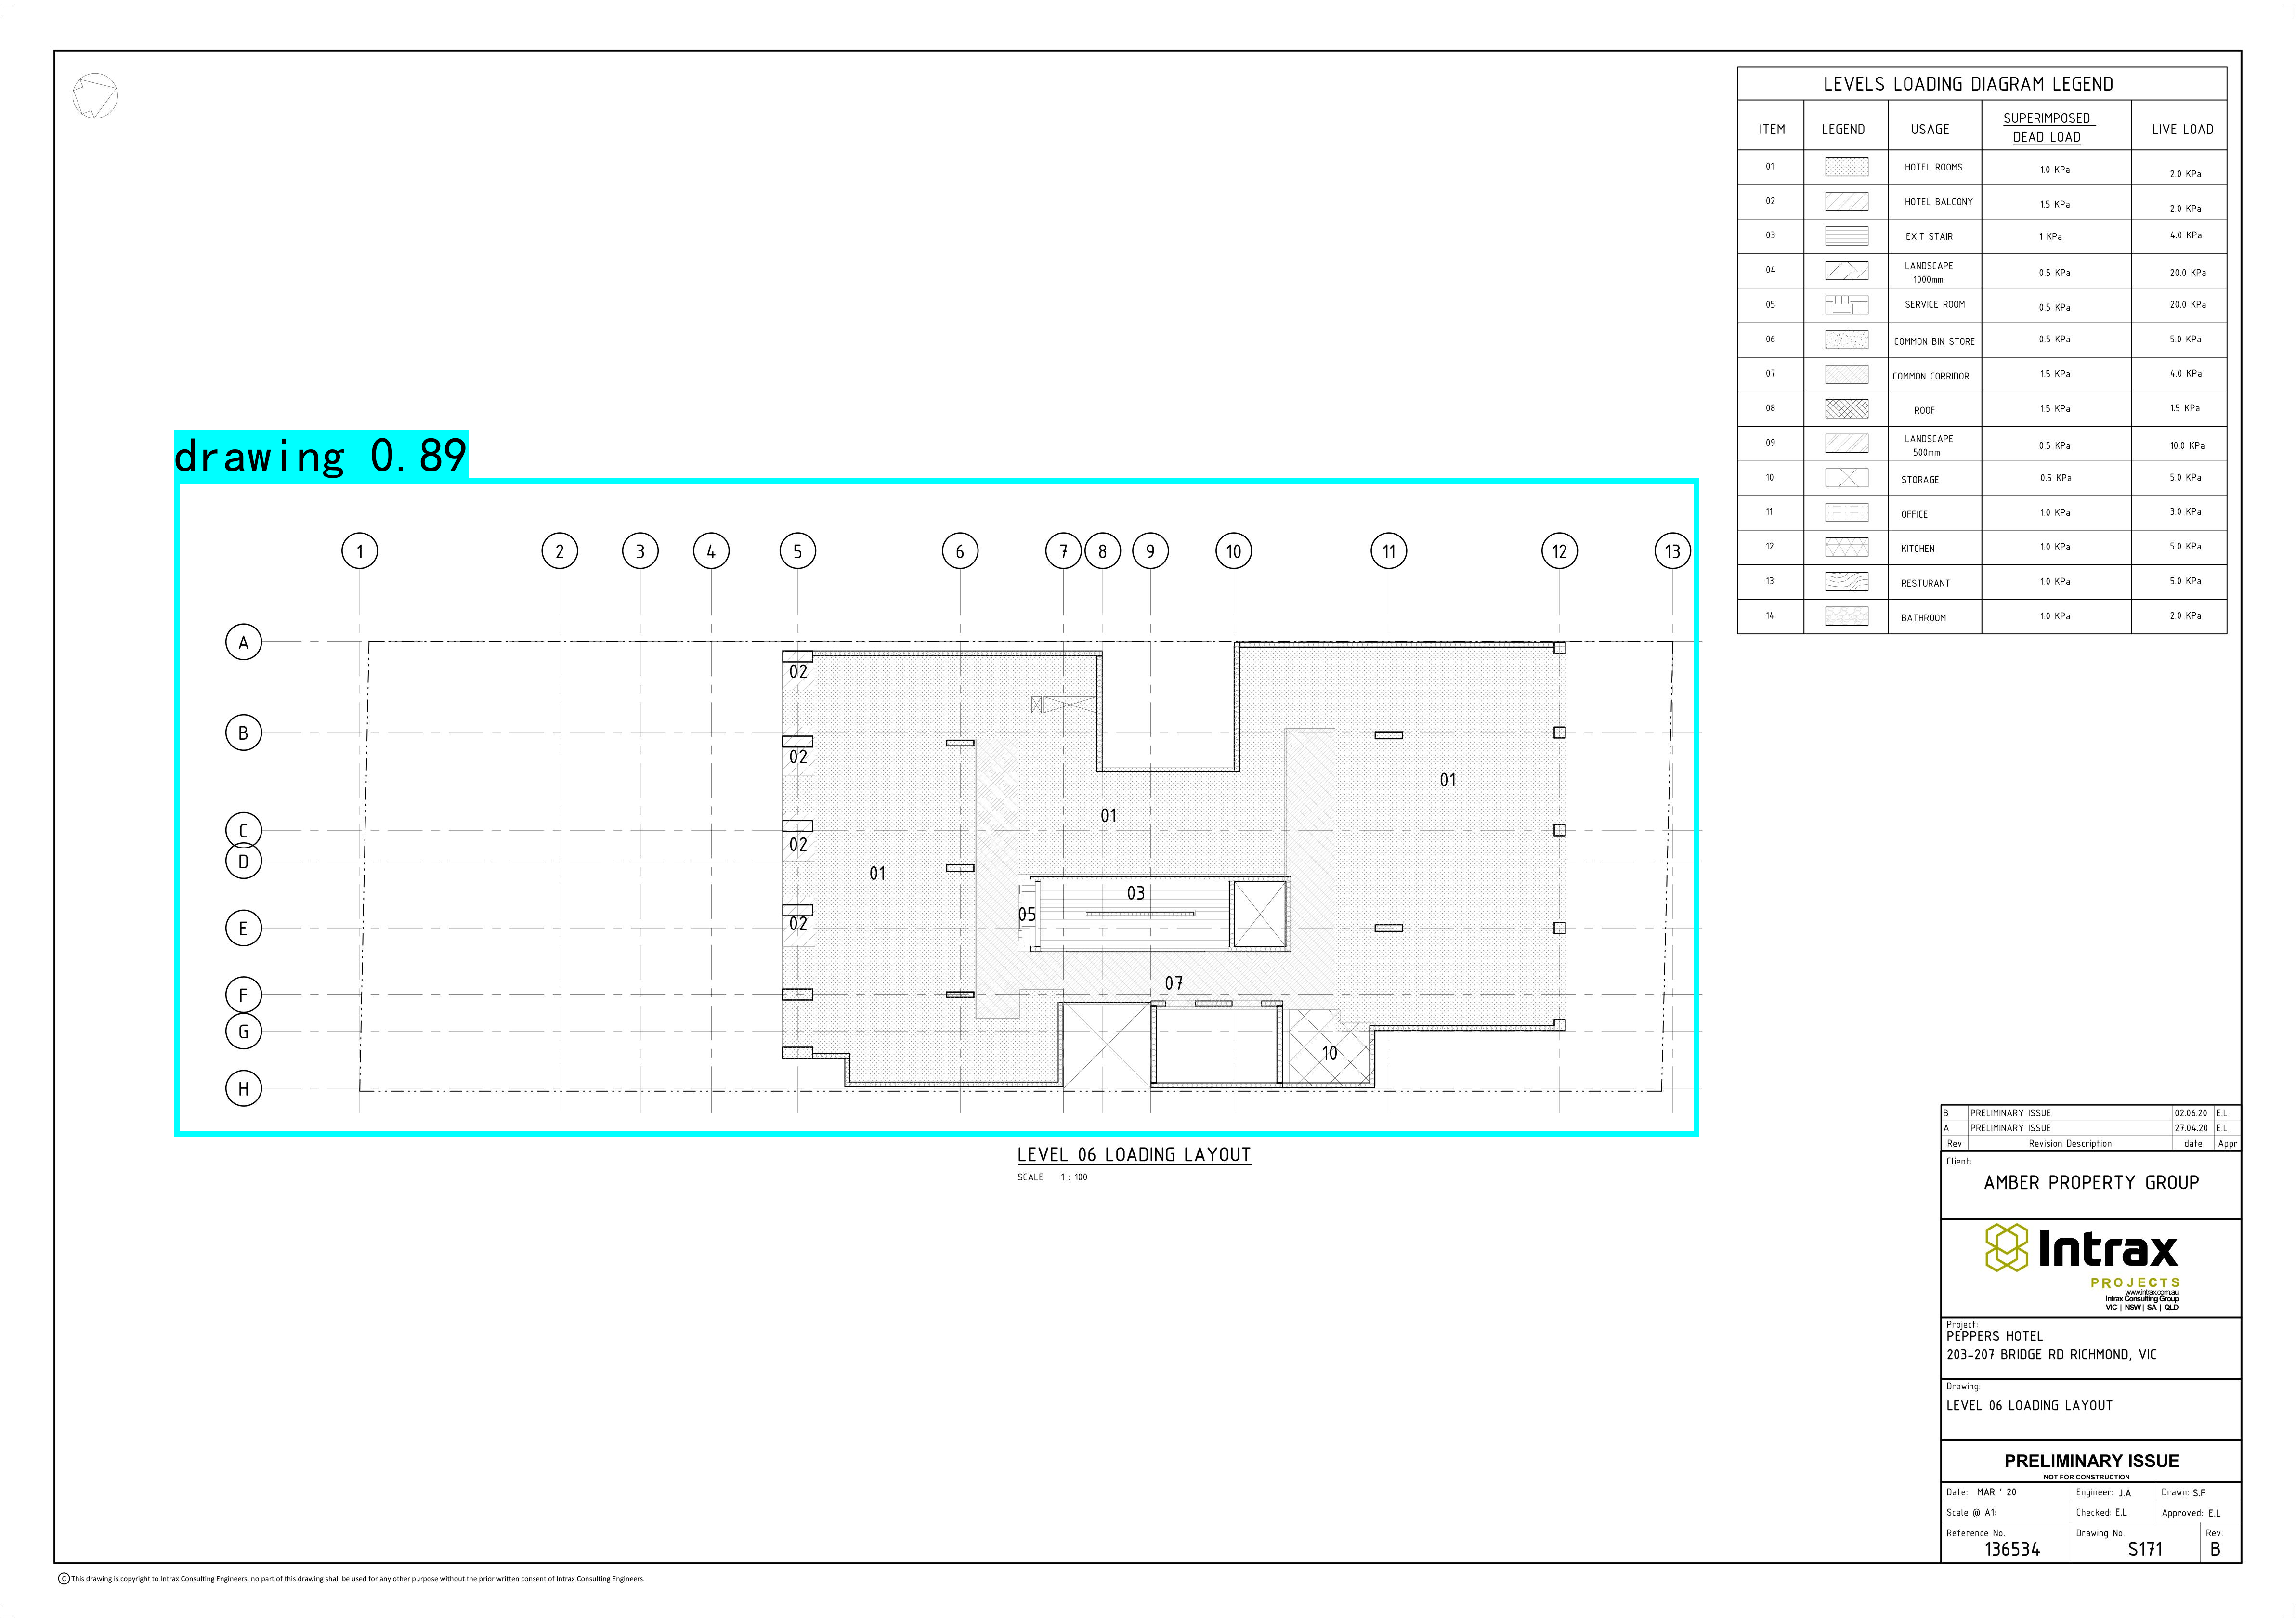 LEVELS LOADING DIAGRAM LEGEND
ITEM LEGEND USAGE SUPERIMPOSED DEAD LOAD LIVE LOAD
01 HOTEL ROOMS 1.0 KPa 2.0 KPa
02 HOTEL BALCONY 1.5 KPa 2.0 KPa
03 EXIT STAIR 1 KPa 4.0 KPa
04 LANDSCAPE 1000mm 0.5 KPa 20.0 KPa
05 SERVICE ROOM 0.5 KPa 20.0 KPa
06 COMMON BIN STORE 0.5 KPa 5.0 KPa
07 COMMON CORRIDOR 1.5 KPa 4.0 KPa
08 ROOF 1.5 KPa 1.5 KPa
09 LANDSCAPE 500mm 0.5 KPa 10.0 KPa
10 STORAGE 0.5 KPa 5.0 KPa
11 OFFICE 1.0 KPa 3.0 KPa
12 KITCHEN 1.0 KPa 5.0 KPa
13 RESTURANT 1.0 KPa 5.0 KPa
14 BATHROOM 1.0 KPa 2.0 KPa
drawing 0.89
1 2 3 4 5 6 7 8 9 10 11 12 13
A
02
B
02
01
01
C
02
D
01
03
05
E
02
07
F
G
10
H
LEVEL 06 LOADING LAYOUT
SCALE 1 : 100
B PRELIMINARY ISSUE 02.06.20 E.L
A PRELIMINARY ISSUE 27.04.20 E.L
Rev Revision Description date Appr
Client:
AMBER PROPERTY GROUP
Intrax
PROJECTS
www.intrax.com.au
Intrax Consulting Group
VIC | NSW | SA | QLD
Project:
PEPPERS HOTEL
203-207 BRIDGE RD RICHMOND, VIC
Drawing:
LEVEL 06 LOADING LAYOUT
PRELIMINARY ISSUE
NOT FOR CONSTRUCTION
Date: MAR ' 20 Engineer: J.A Drawn: S.F
Scale @ A1: Checked: E.L Approved: E.L
Reference No. Drawing No. Rev.
136534 S171 B
C This drawing is copyright to Intrax Consulting Engineers, no part of this drawing shall be used for any other purpose without the prior written consent of Intrax Consulting Engineers.